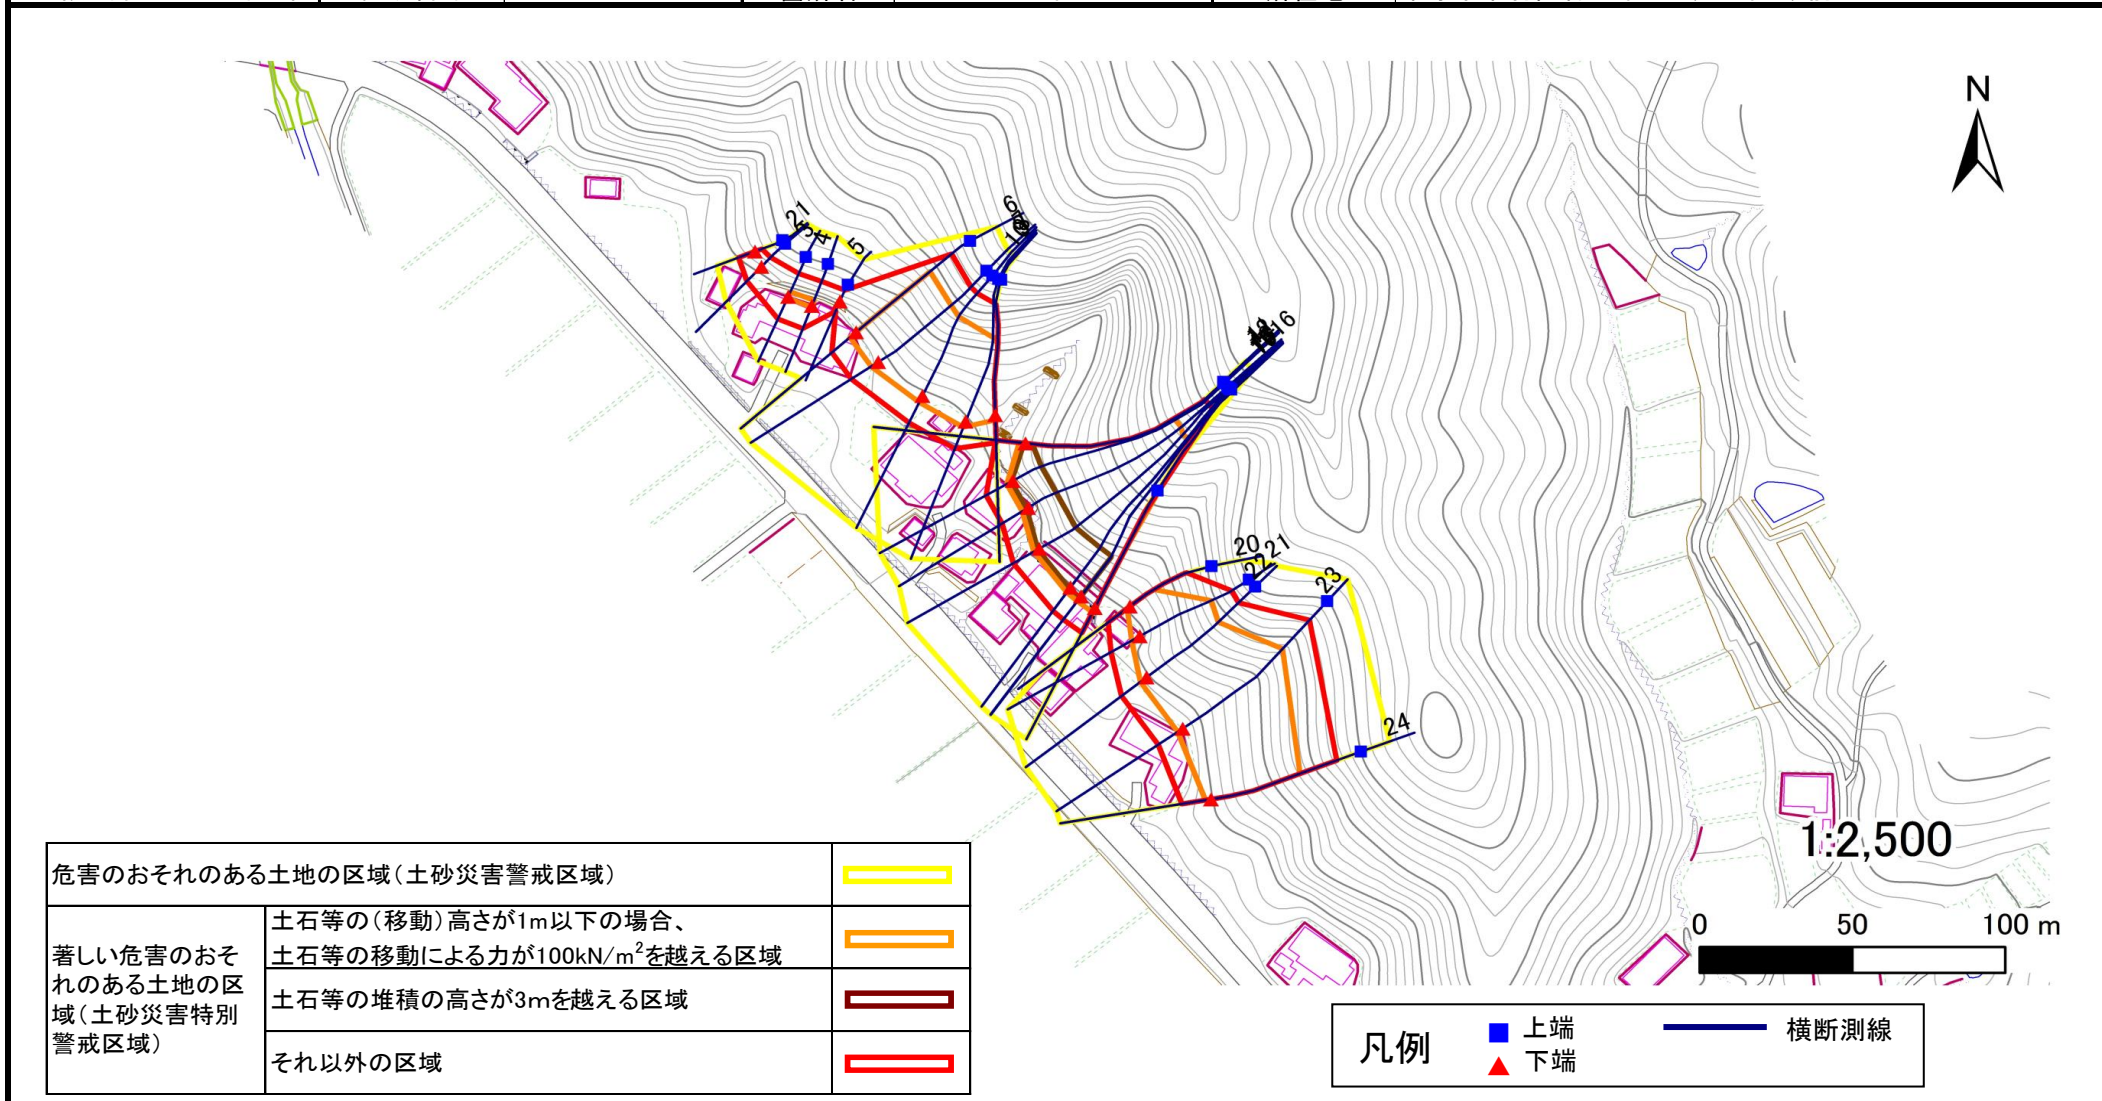 N
21
3
4
5
6
16
20
21
22
23
24
1:2,500
0 50 100 m
危害のおそれのある土地の区域(土砂災害警戒区域)
著しい危害のおそ
れのある土地の区
域(土砂災害特別
警戒区域)
土石等の(移動)高さが1m以下の場合、
土石等の移動による力が100kN/m²を越える区域
土石等の堆積の高さが3mを越える区域
それ以外の区域
凡例
上端
下端
横断測線